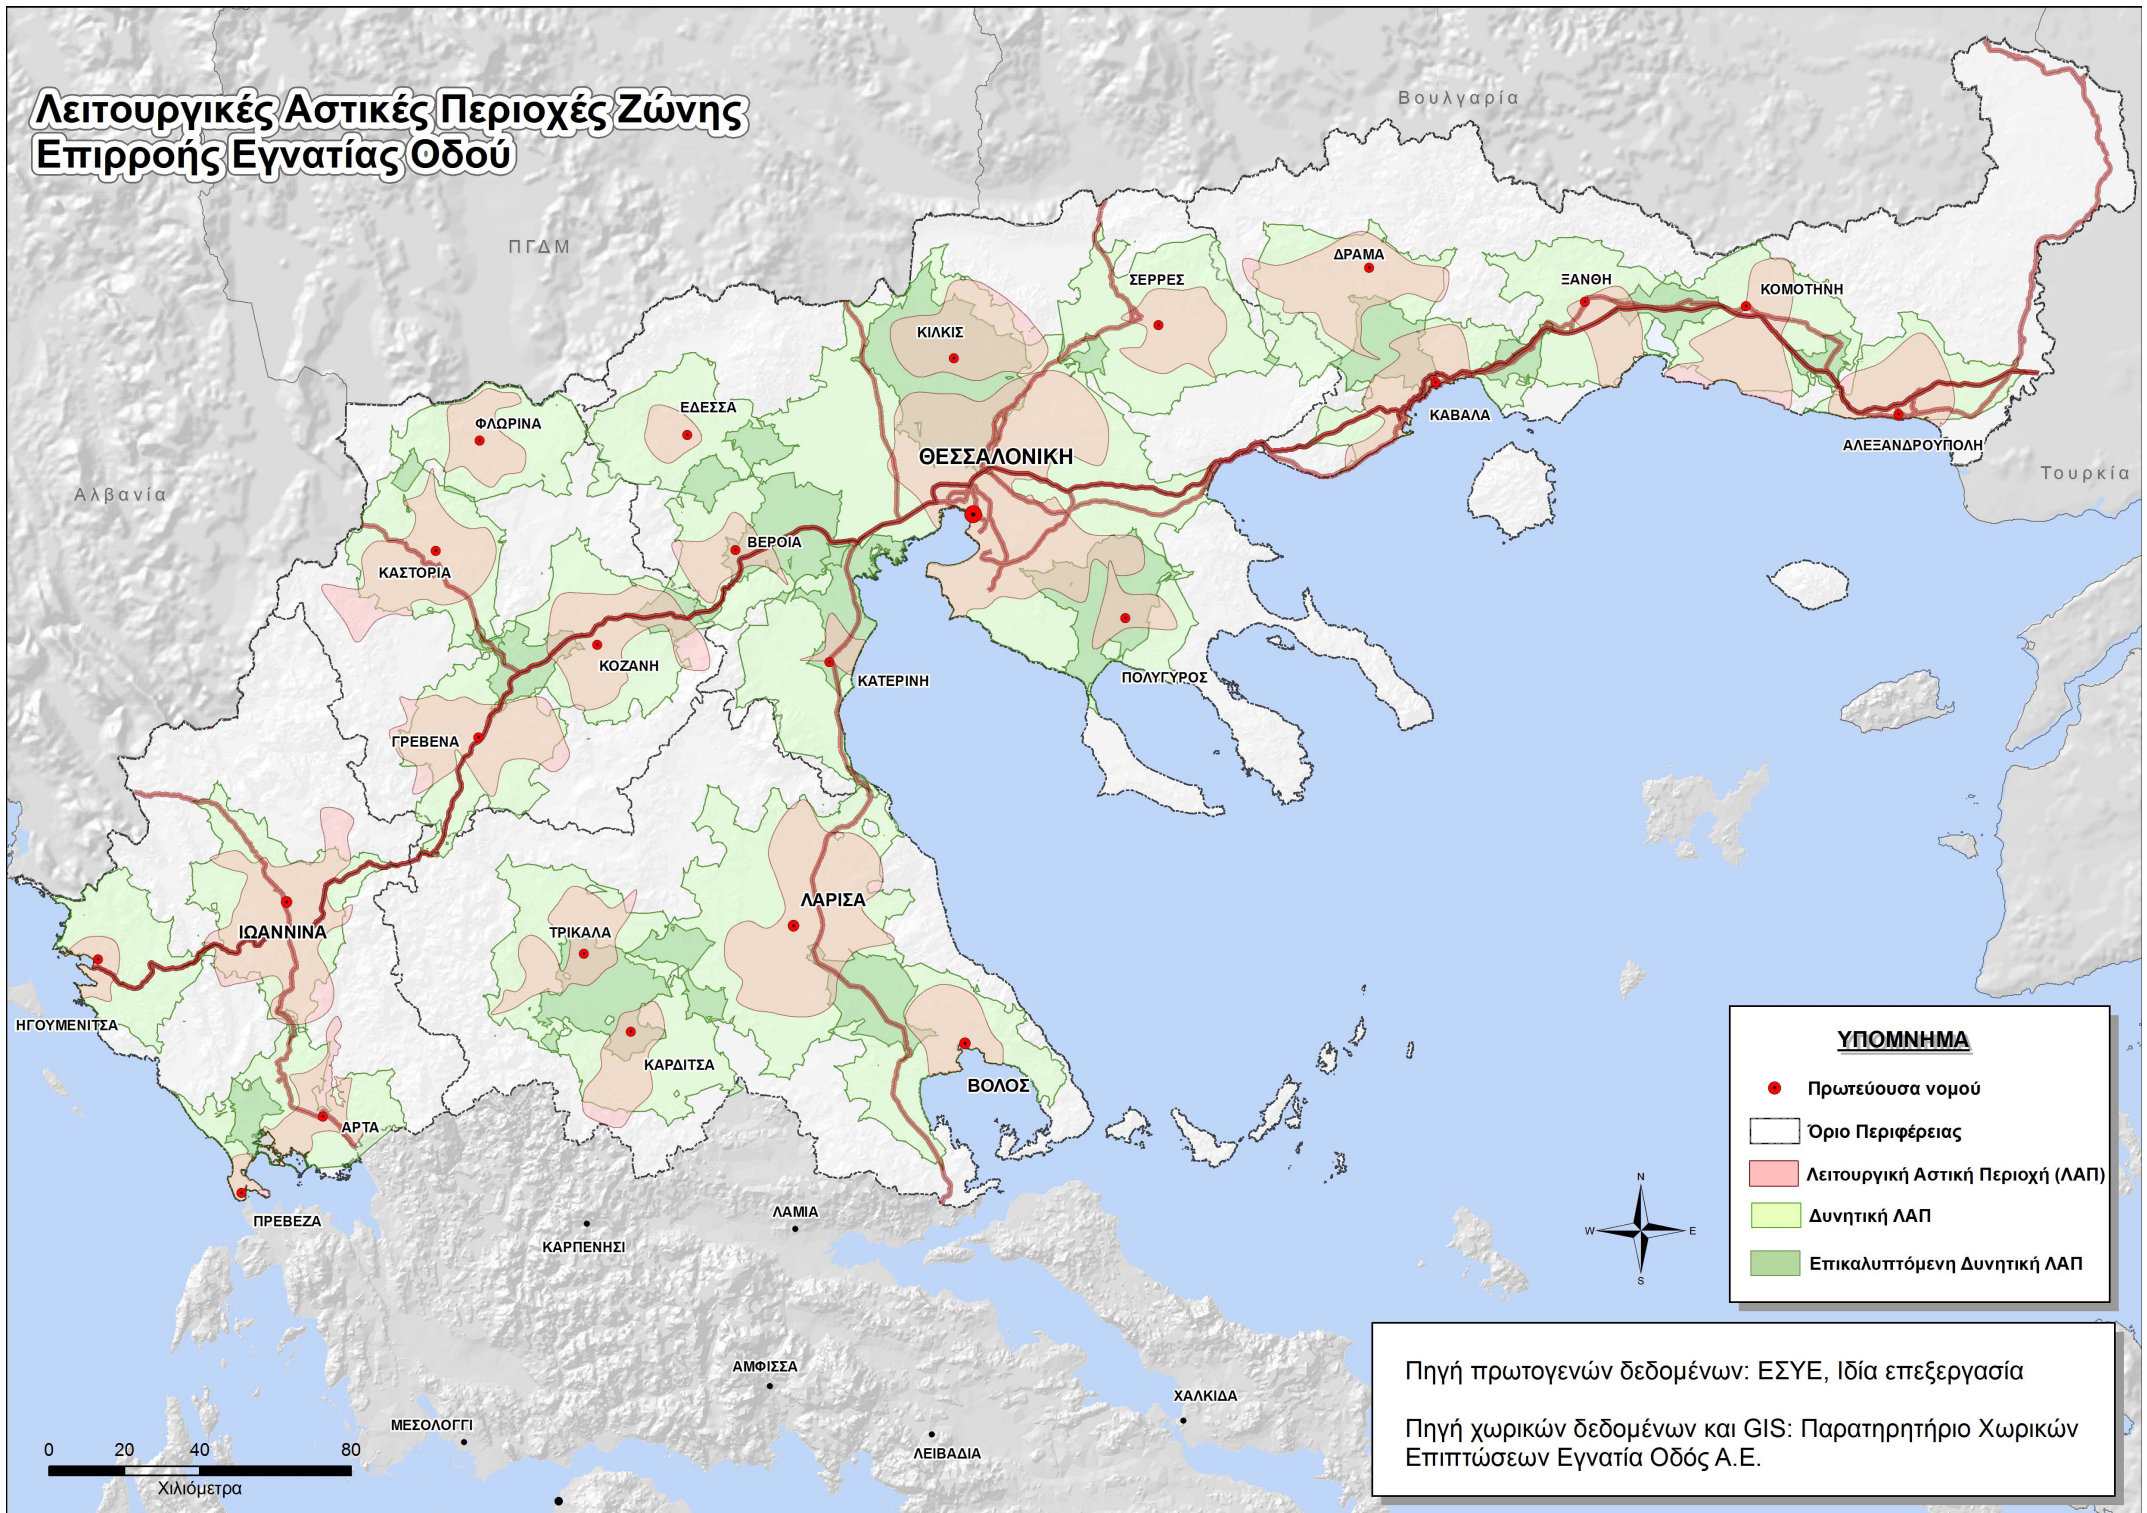 Λειτουργικές Αστικές Περιοχές Ζώνης
Επιρροής Εγνατίας Οδού
Βουλγαρία
ΠΓΔΜ
Αλβανία
Τουρκία
ΔΡΑΜΑ
ΣΕΡΡΕΣ
ΞΑΝΘΗ
ΚΟΜΟΤΗΝΗ
ΚΙΛΚΙΣ
ΕΔΕΣΣΑ
ΦΛΩΡΙΝΑ
ΚΑΒΑΛΑ
ΑΛΕΞΑΝΔΡΟΥΠΟΛΗ
ΘΕΣΣΑΛΟΝΙΚΗ
ΒΕΡΟΙΑ
ΚΑΣΤΟΡΙΑ
ΚΟΖΑΝΗ
ΚΑΤΕΡΙΝΗ
ΠΟΛΥΓΥΡΟΣ
ΓΡΕΒΕΝΑ
ΛΑΡΙΣΑ
ΤΡΙΚΑΛΑ
ΙΩΑΝΝΙΝΑ
ΗΓΟΥΜΕΝΙΤΣΑ
ΚΑΡΔΙΤΣΑ
ΒΟΛΟΣ
ΑΡΤΑ
ΠΡΕΒΕΖΑ
ΛΑΜΙΑ
ΚΑΡΠΕΝΗΣΙ
ΑΜΦΙΣΣΑ
ΧΑΛΚΙΔΑ
ΜΕΣΟΛΟΓΓΙ
ΛΕΙΒΑΔΙΑ
ΥΠΟΜΝΗΜΑ
Πρωτεύουσα νομού
Όριο Περιφέρειας
Λειτουργική Αστική Περιοχή (ΛΑΠ)
Δυνητική ΛΑΠ
Επικαλυπτόμενη Δυνητική ΛΑΠ
N
W E
S
Πηγή πρωτογενών δεδομένων: ΕΣΥΕ, Ιδία επεξεργασία
Πηγή χωρικών δεδομένων και GIS: Παρατηρητήριο Χωρικών
Επιπτώσεων Εγνατία Οδός Α.Ε.
0 20 40 80
Χιλιόμετρα